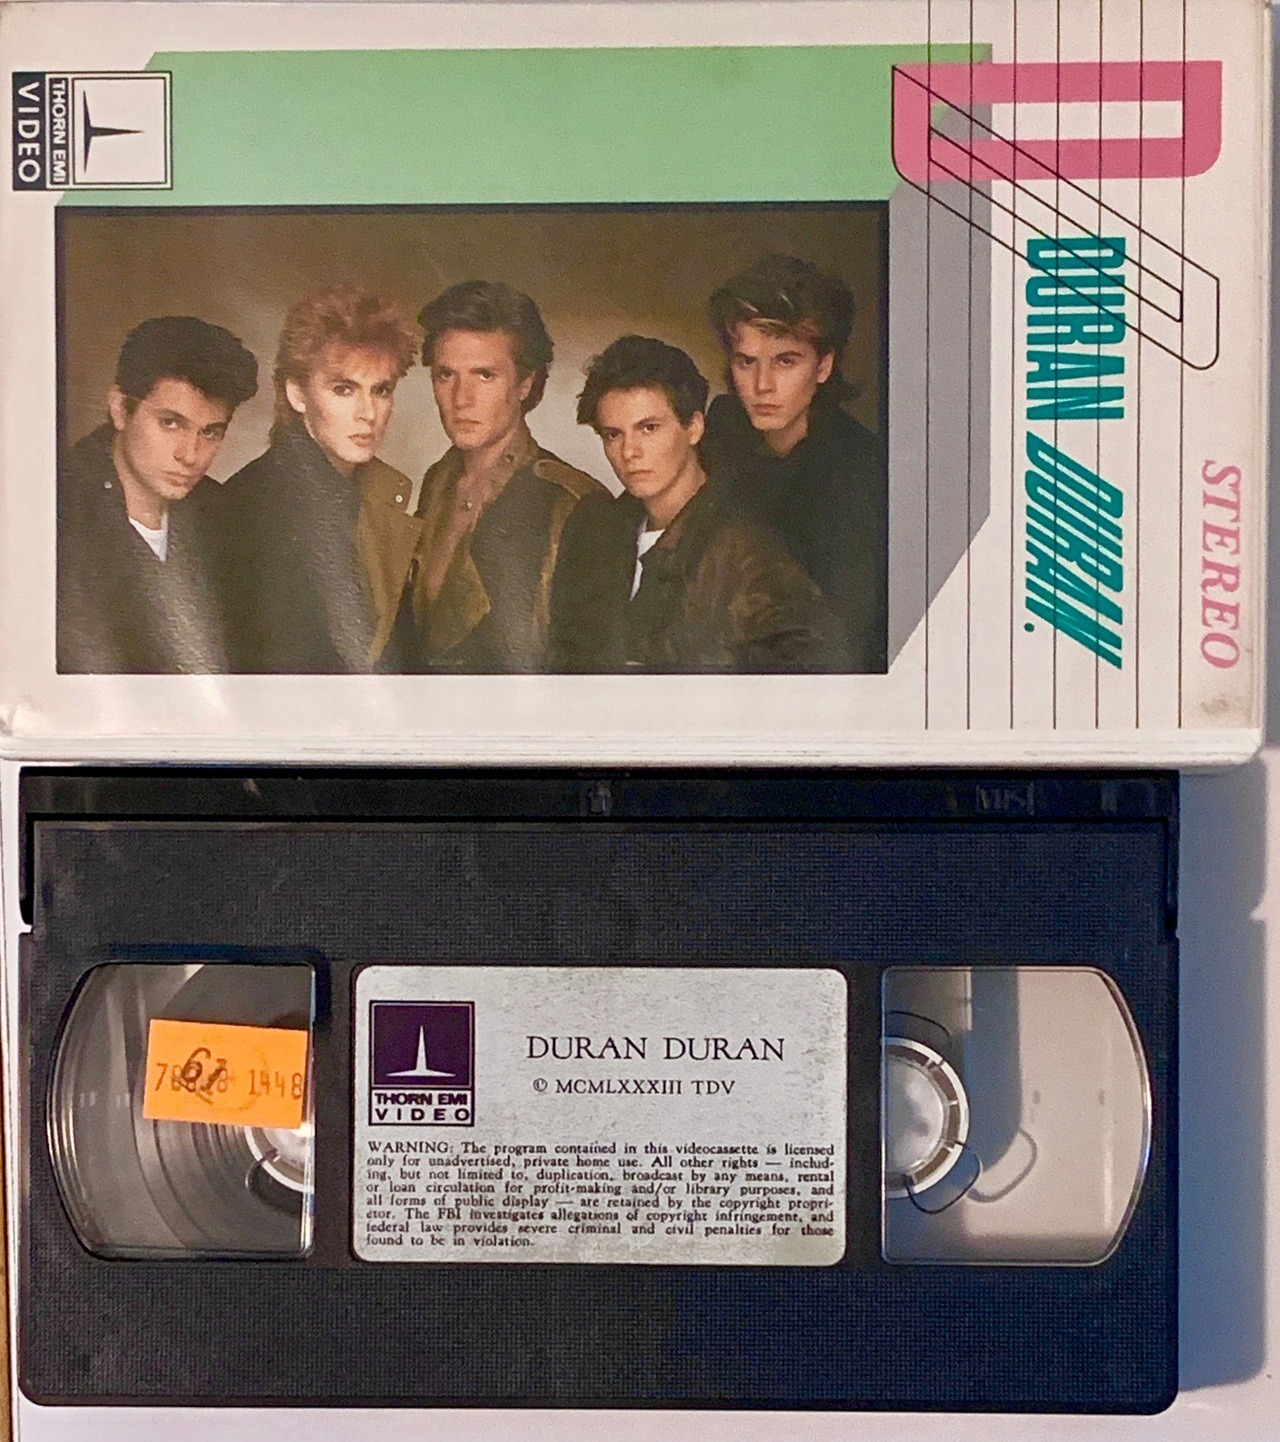 THORN EMI
VIDEO
D
DURAN DURAN.
STEREO
VHS
DURAN DURAN
© MCMLXXXIII TDV
THORN EMI
VIDEO
WARNING: The program contained in this videocassette is licensed
only for unadvertised, private home use. All other rights — includ-
ing, but not limited to, duplication, broadcast by any means, rental
or loan circulation for profit-making and/or library purposes, and
all forms of public display — are retained by the copyright propri-
etor. The FBI investigates allegations of copyright infringement, and
federal law provides severe criminal and civil penalties for those
found to be in violation.
61
1448